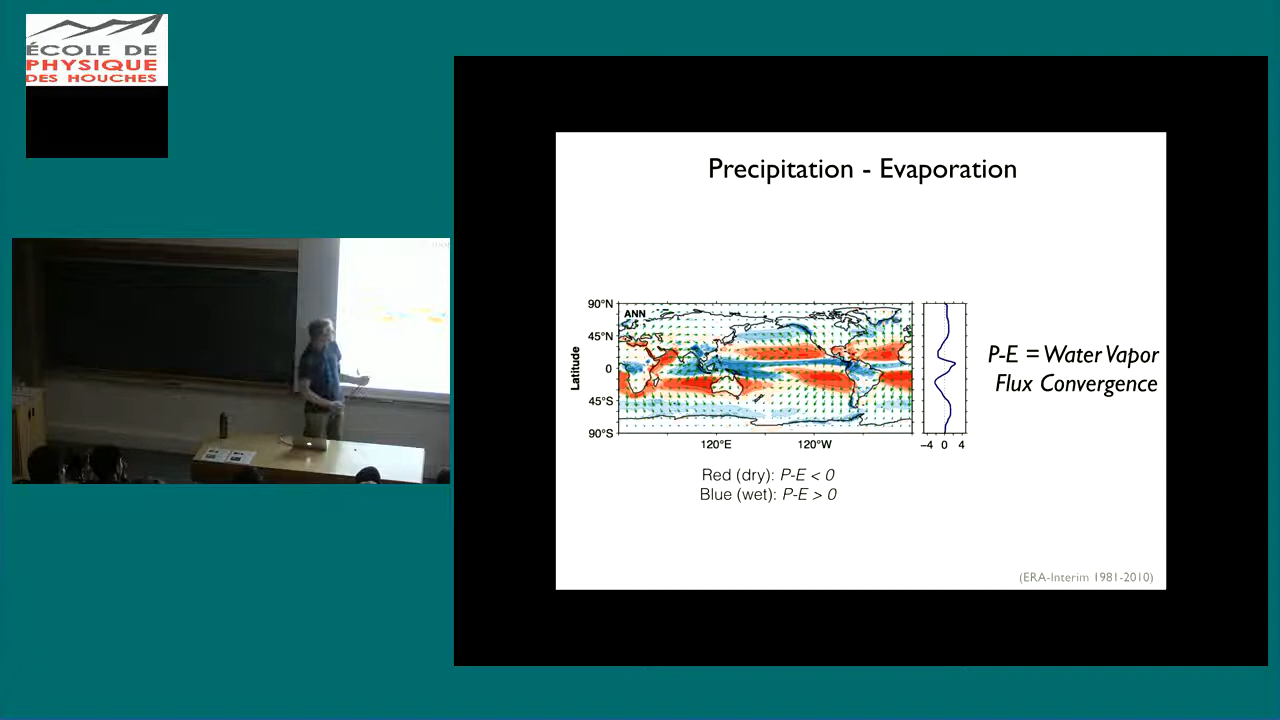 ÉCOLE DE
PHYSIQUE
DES HOUCHES
Precipitation - Evaporation
90°N
45°N
0
45°S
90°S
Latitude
ANN
120°E
120°W
−4 0 4
P-E = Water Vapor
Flux Convergence
Red (dry): P-E < 0
Blue (wet): P-E > 0
(ERA-Interim 1981-2010)